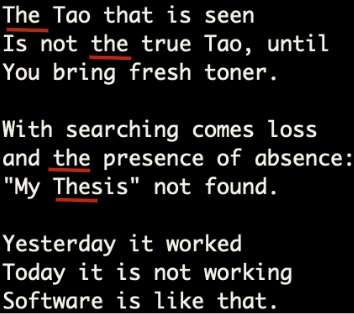 The Tao that is seen
Is not the true Tao, until
You bring fresh toner.

With searching comes loss
and the presence of absence:
"My Thesis" not found.

Yesterday it worked
Today it is not working
Software is like that.